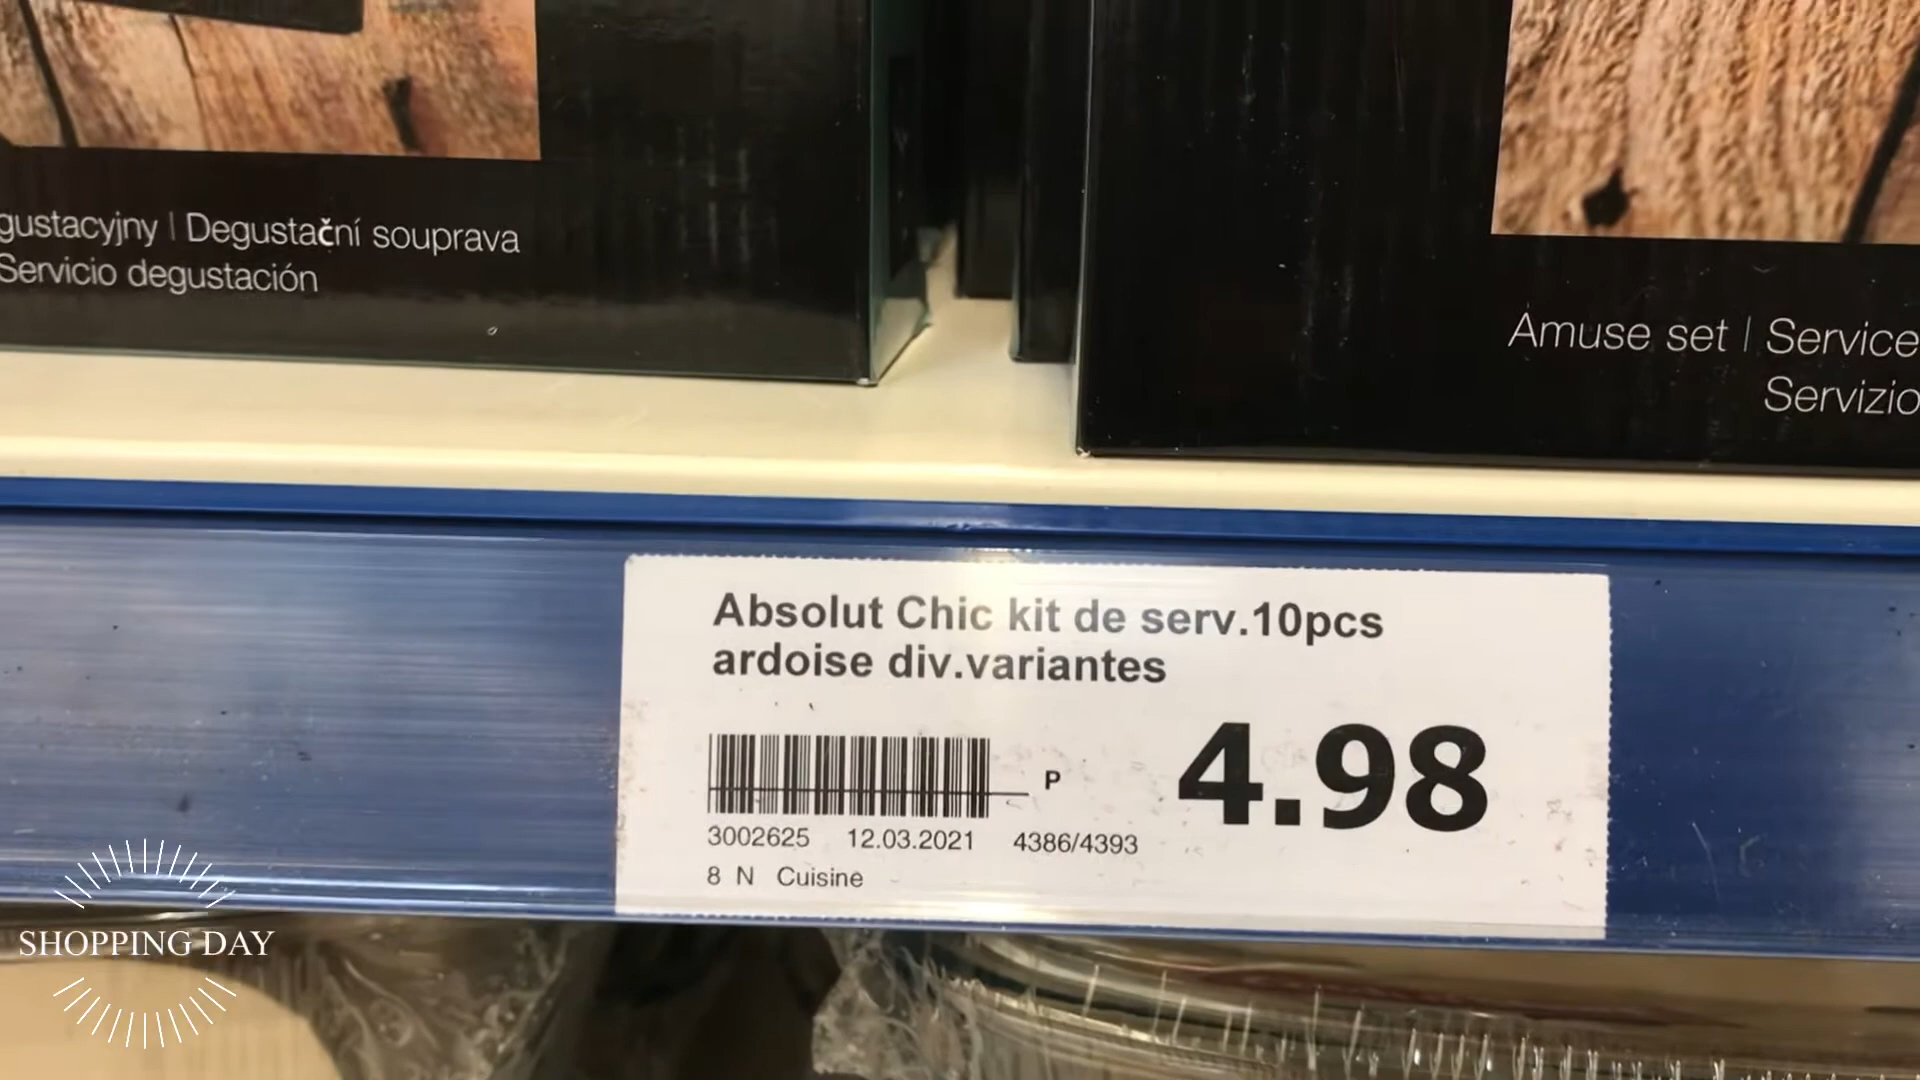 gustacyjny | Degustační souprava
Servicio degustación
Amuse set | Service
Servizio
Absolut Chic kit de serv.10pcs
ardoise div.variantes
P
4.98
3002625 12.03.2021 4386/4393
8 N Cuisine
SHOPPING DAY